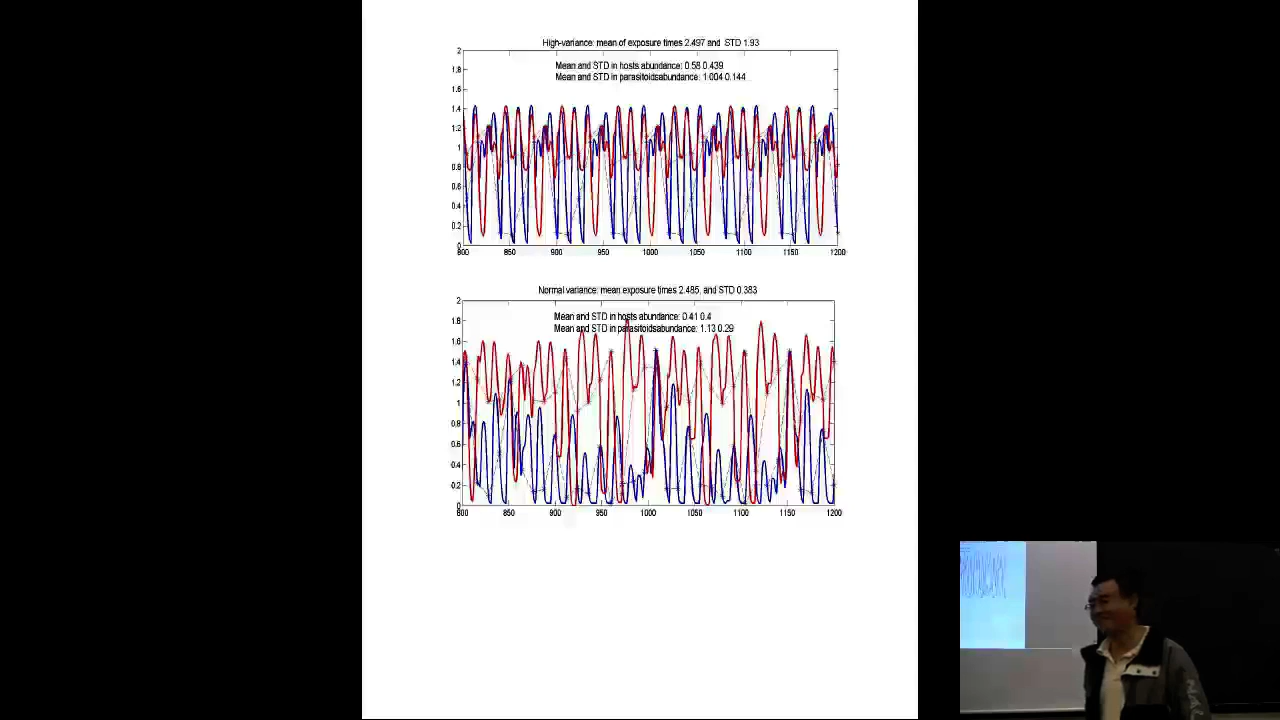 High-variance: mean of exposure times 2.497 and STD 1.93
Mean and STD in hosts abundance: 0.58 0.439
Mean and STD in parasitoidsabundance: 1.004 0.144
2
1.8
1.6
1.4
1.2
1
0.8
0.6
0.4
0.2
0
800 850 900 950 1000 1050 1100 1150 1200
Normal variance: mean exposure times 2.485, and STD 0.383
Mean and STD in hosts abundance: 0.41 0.4
Mean and STD in parasitoidsabundance: 1.13 0.29
2
1.8
1.6
1.4
1.2
1
0.8
0.6
0.4
0.2
0
800 850 900 950 1000 1050 1100 1150 1200